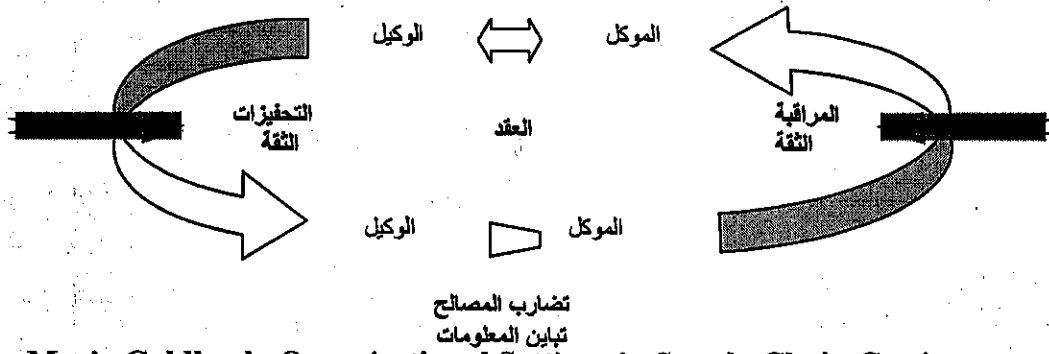 الموكل الوكيل
المراقبة العقد التحفيزات
الثقة الثقة
الموكل الوكيل
تضارب المصالح
تباين المعلومات